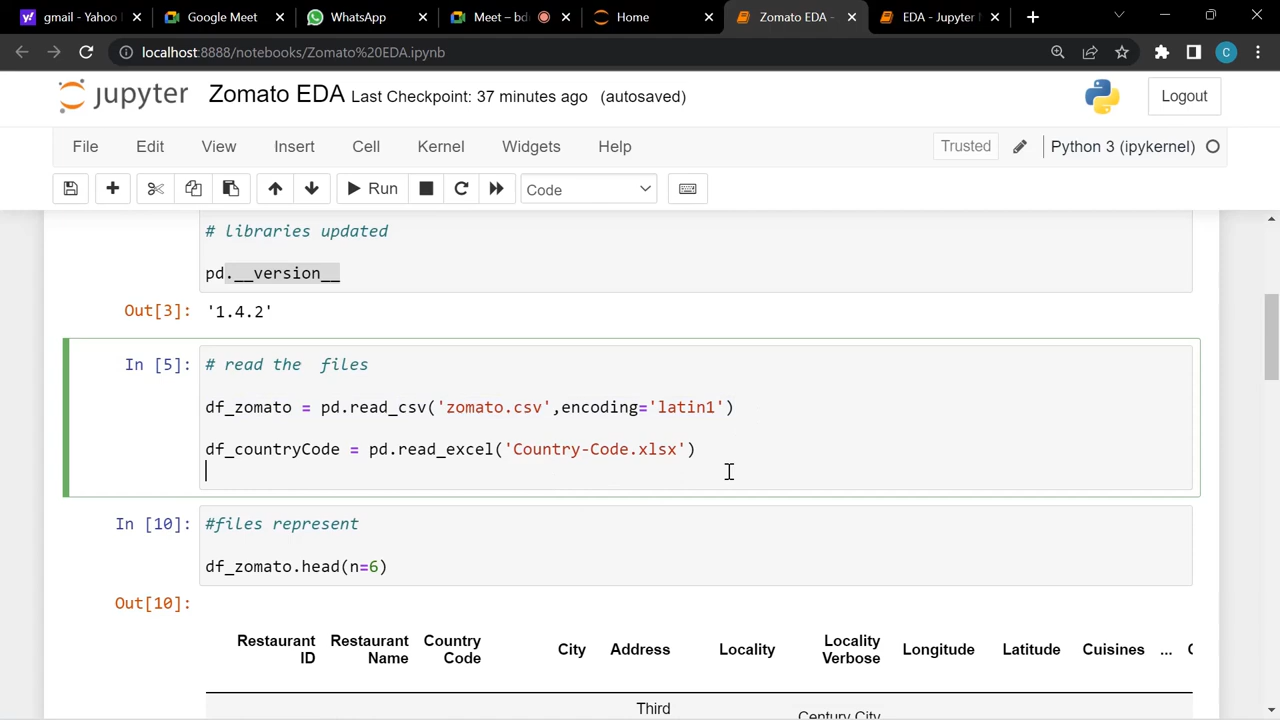 gmail - Yahoo
Google Meet
WhatsApp
Meet – bd
Home
Zomato EDA -
EDA - Jupyter
localhost:8888/notebooks/Zomato%20EDA.ipynb
C
jupyter Zomato EDA Last Checkpoint: 37 minutes ago (autosaved)
Logout
File Edit View Insert Cell Kernel Widgets Help
Trusted
Python 3 (ipykernel)
Run
Code
# libraries updated
pd.__version__
Out[3]: '1.4.2'
In [5]: # read the  files
df_zomato = pd.read_csv('zomato.csv',encoding='latin1')
df_countryCode = pd.read_excel('Country-Code.xlsx')
In [10]: #files represent
df_zomato.head(n=6)
Out[10]:
Restaurant ID Restaurant Name Country Code City Address Locality Locality Verbose Longitude Latitude Cuisines ...
Third
Century City